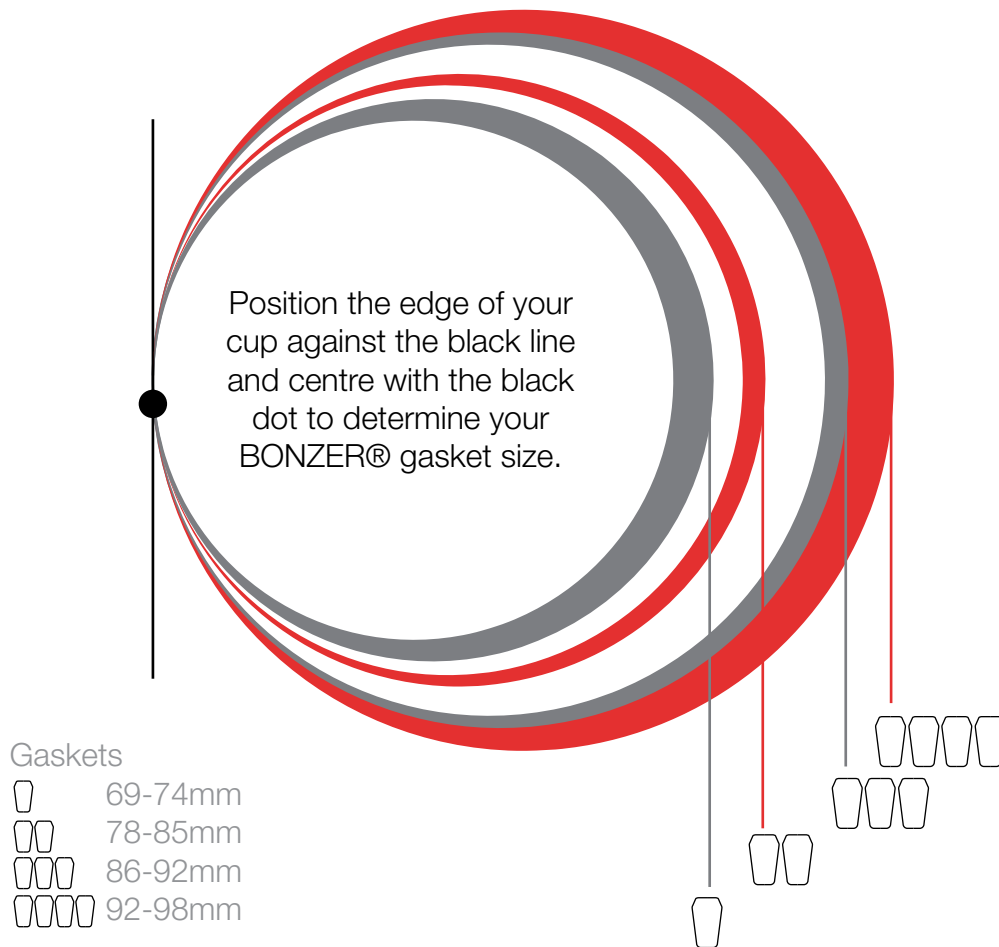 Position the edge of your
cup against the black line
and centre with the black
dot to determine your
BONZER® gasket size.
Gaskets
69-74mm
78-85mm
86-92mm
92-98mm